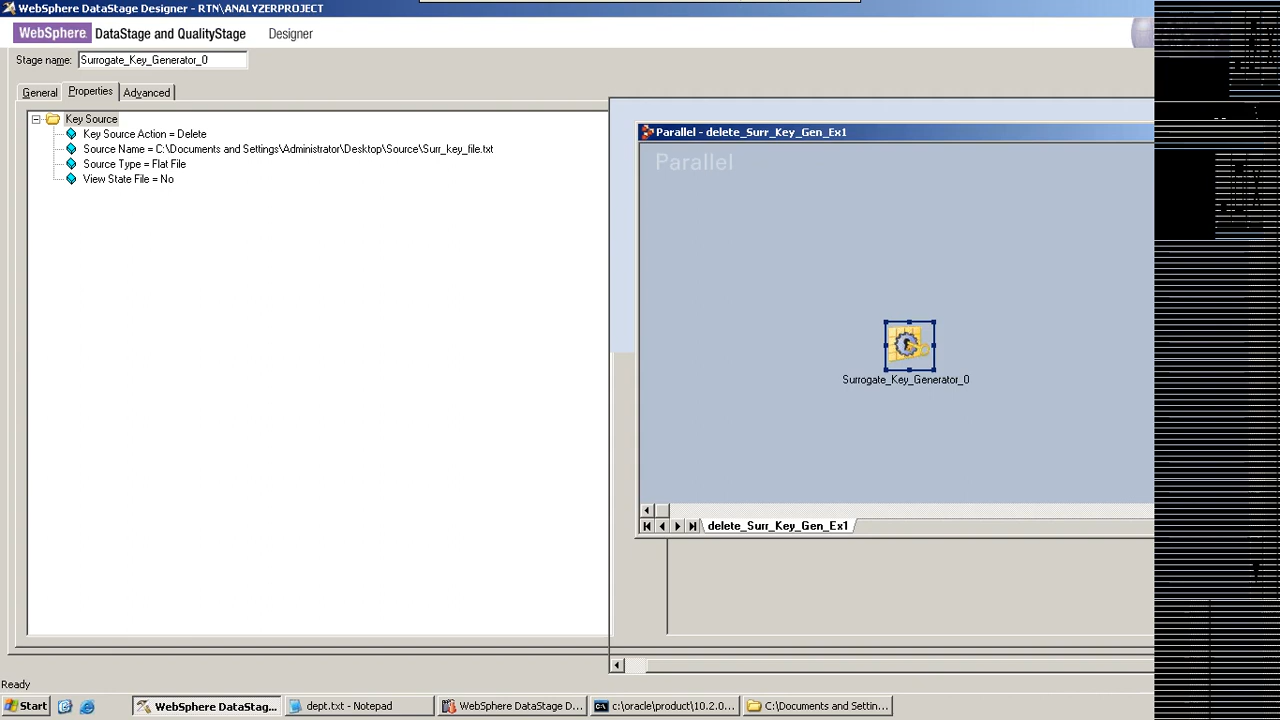 WebSphere DataStage Designer - RTN\ANALYZERPROJECT
WebSphere. DataStage and QualityStage Designer
Stage name: Surrogate_Key_Generator_0
General Properties Advanced
Key Source
Key Source Action = Delete
Source Name = C:\Documents and Settings\Administrator\Desktop\Source\Surr_key_file.txt
Source Type = Flat File
View State File = No
Parallel - delete_Surr_Key_Gen_Ex1
Parallel
Surrogate_Key_Generator_0
delete_Surr_Key_Gen_Ex1
Ready
Start WebSphere DataStag... dept.txt - Notepad WebSphere DataStage D... c:\oracle\product\10.2.0... C:\Documents and Settin...